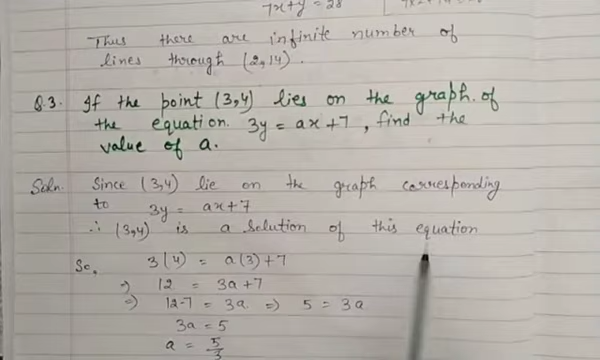 7x+y = 28
Thus there are infinite number of
lines through (2,14).
Q.3. If the point (3,4) lies on the graph of
the equation 3y = ax+7, find the
value of a.
Soln. Since (3,4) lie on the graph corresponding
to 3y = ax+7
∴ (3,4) is a solution of this equation
So, 3(4) = a(3)+7
⇒ 12 = 3a+7
⇒ 12-7 = 3a ⇒ 5 = 3a
3a = 5
a = 5/3